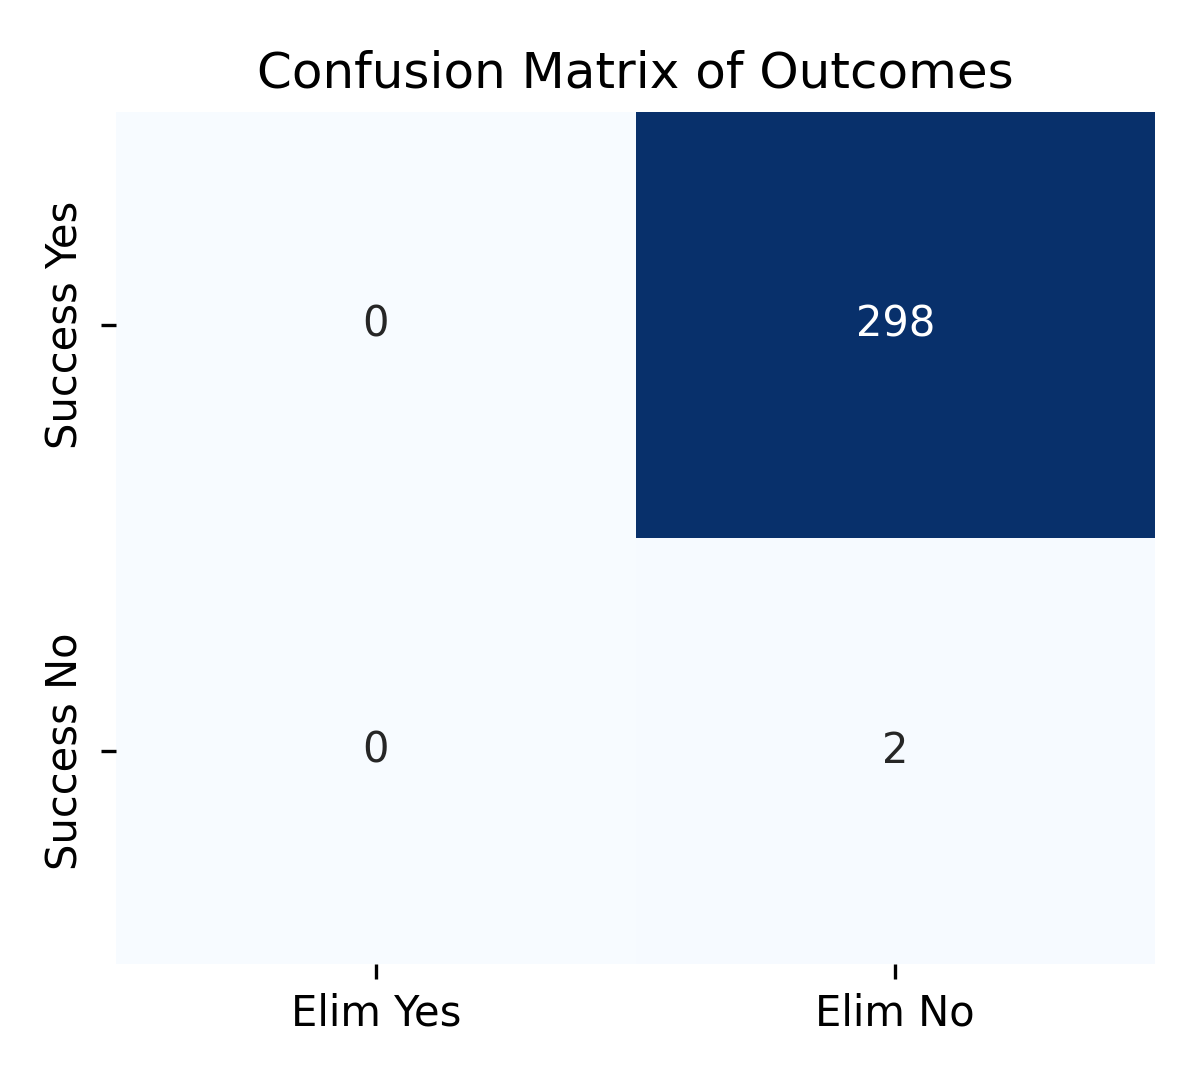 Confusion Matrix of Outcomes
Success Yes
0
298
Success No
0
2
Elim Yes
Elim No